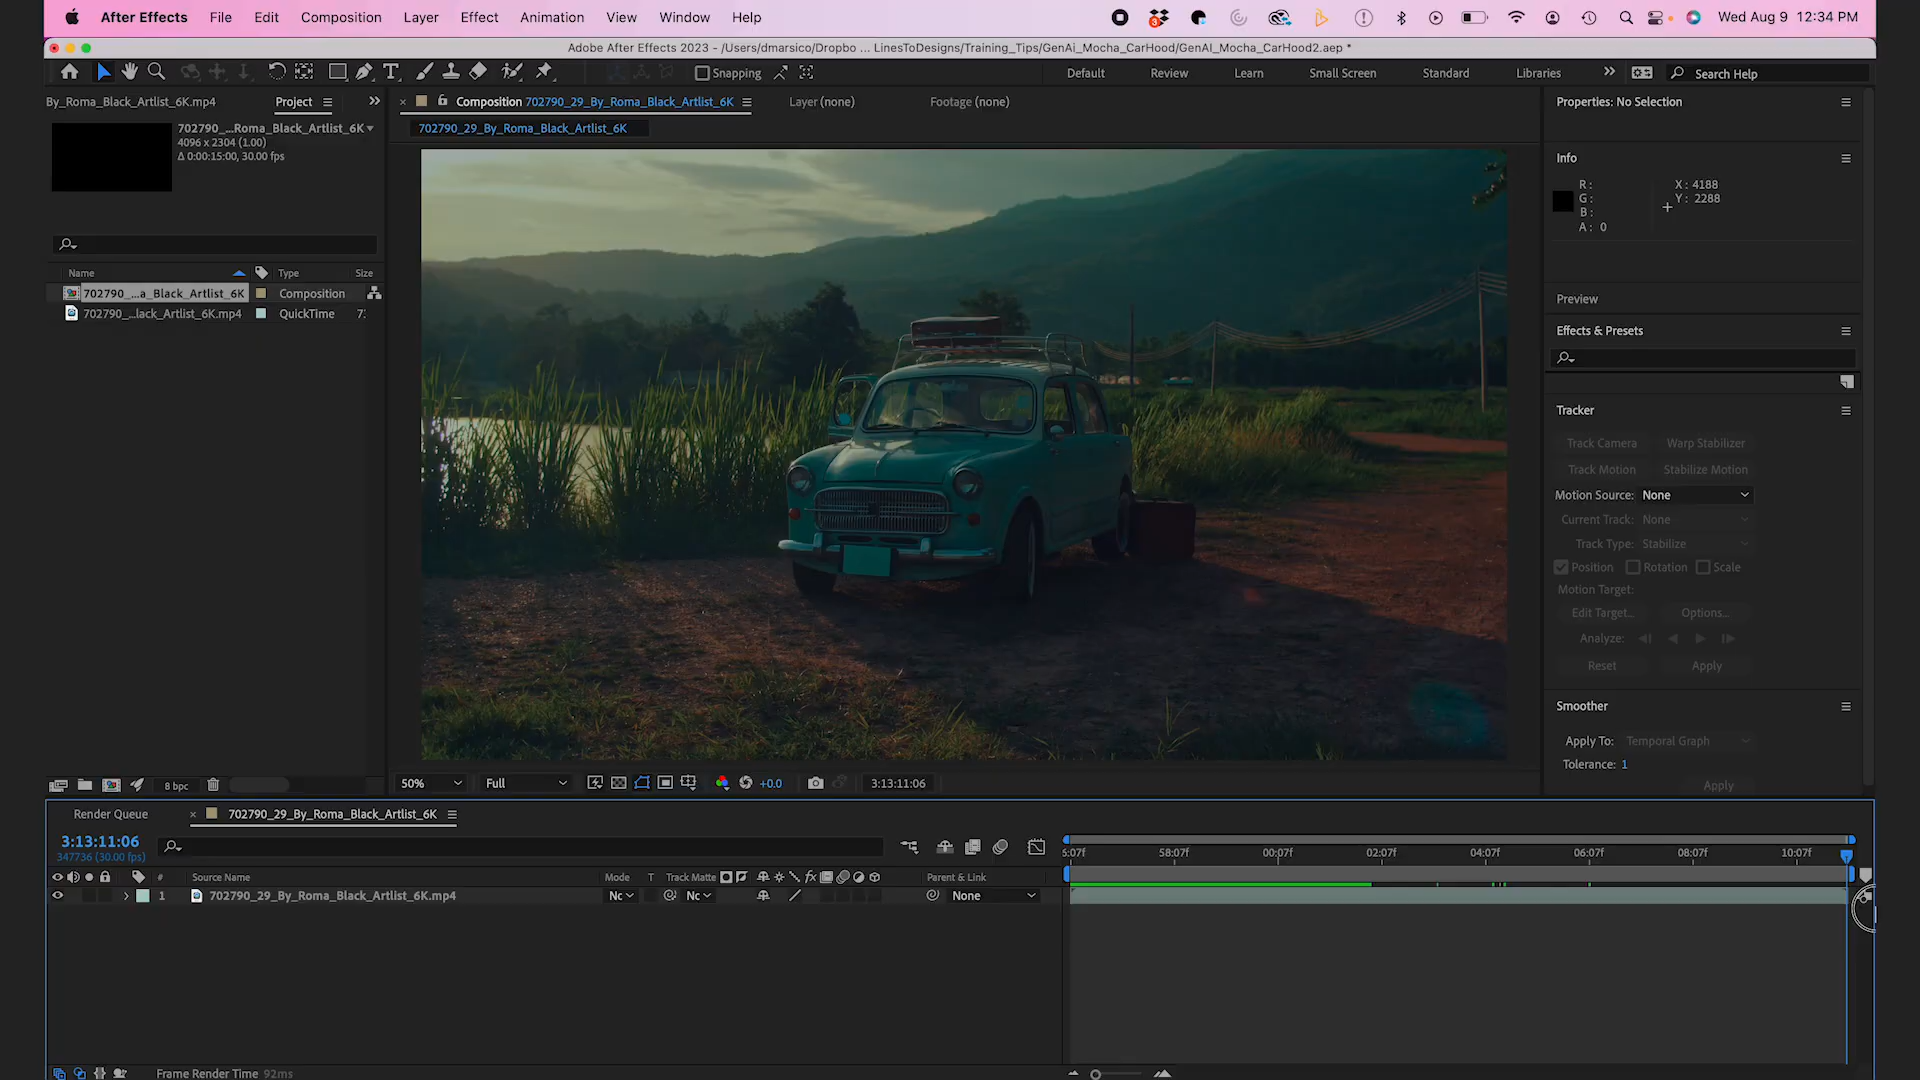 After Effects File Edit Composition Layer Effect Animation View Window Help
3
Wed Aug 9 12:34 PM
Adobe After Effects 2023 - /Users/dmarsico/Dropbo ... LinesToDesigns/Training_Tips/GenAi_Mocha_CarHood/GenAI_Mocha_CarHood2.aep *
Snapping
Default Review Learn Small Screen Standard Libraries
Search Help
By_Roma_Black_Artlist_6K.mp4
Project
Composition 702790_29_By_Roma_Black_Artlist_6K
Layer (none)
Footage (none)
Properties: No Selection
702790_...Roma_Black_Artlist_6K
4096 x 2304 (1.00)
Δ 0:00:15:00, 30.00 fps
702790_29_By_Roma_Black_Artlist_6K
Info
R :
G :
B :
A : 0
X : 4188
Y : 2288
Name Type Size
702790_...a_Black_Artlist_6K Composition
702790_...lack_Artlist_6K.mp4 QuickTime 7:
Preview
Effects & Presets
Tracker
Track Camera Warp Stabilizer
Track Motion Stabilize Motion
Motion Source: None
Current Track: None
Track Type: Stabilize
Position Rotation Scale
Motion Target:
Edit Target... Options...
Analyze:
Reset Apply
Smoother
Apply To: Temporal Graph
Tolerance: 1
Apply
8 bpc
50% Full +0.0 3:13:11:06
Render Queue
702790_29_By_Roma_Black_Artlist_6K
3:13:11:06
347736 (30.00 fps)
5:07f 58:07f 00:07f 02:07f 04:07f 06:07f 08:07f 10:07f
# Source Name Mode T Track Matte fx Parent & Link
1 702790_29_By_Roma_Black_Artlist_6K.mp4 Nc Nc None
Frame Render Time 92ms